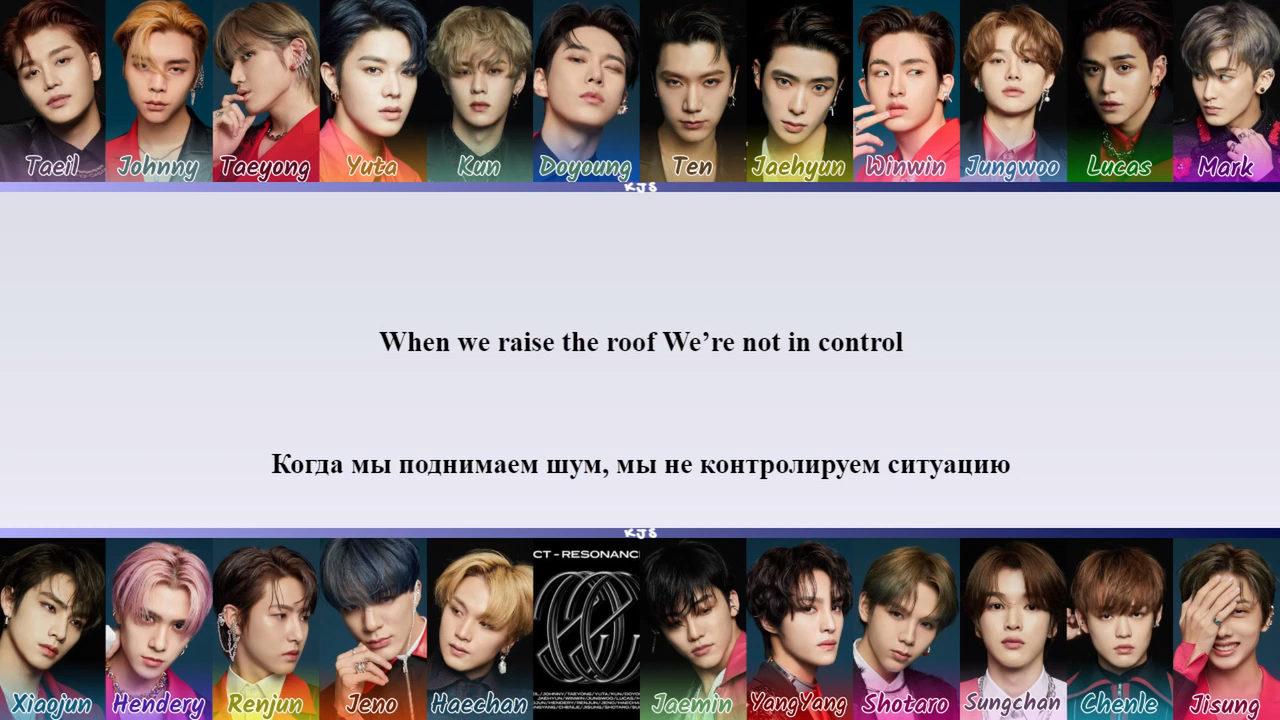 Taeil Johnny Taeyong Yuta Kun Doyoung Ten Jaehyun Winwin Jungwoo Lucas Mark
KJS
When we raise the roof We’re not in control
Когда мы поднимаем шум, мы не контролируем ситуацию
KJS
CT - RESONANC
Xiaojun Hendery Renjun Jeno Haechan Jaemin YangYang Shotaro Sungchan Chenle Jisung